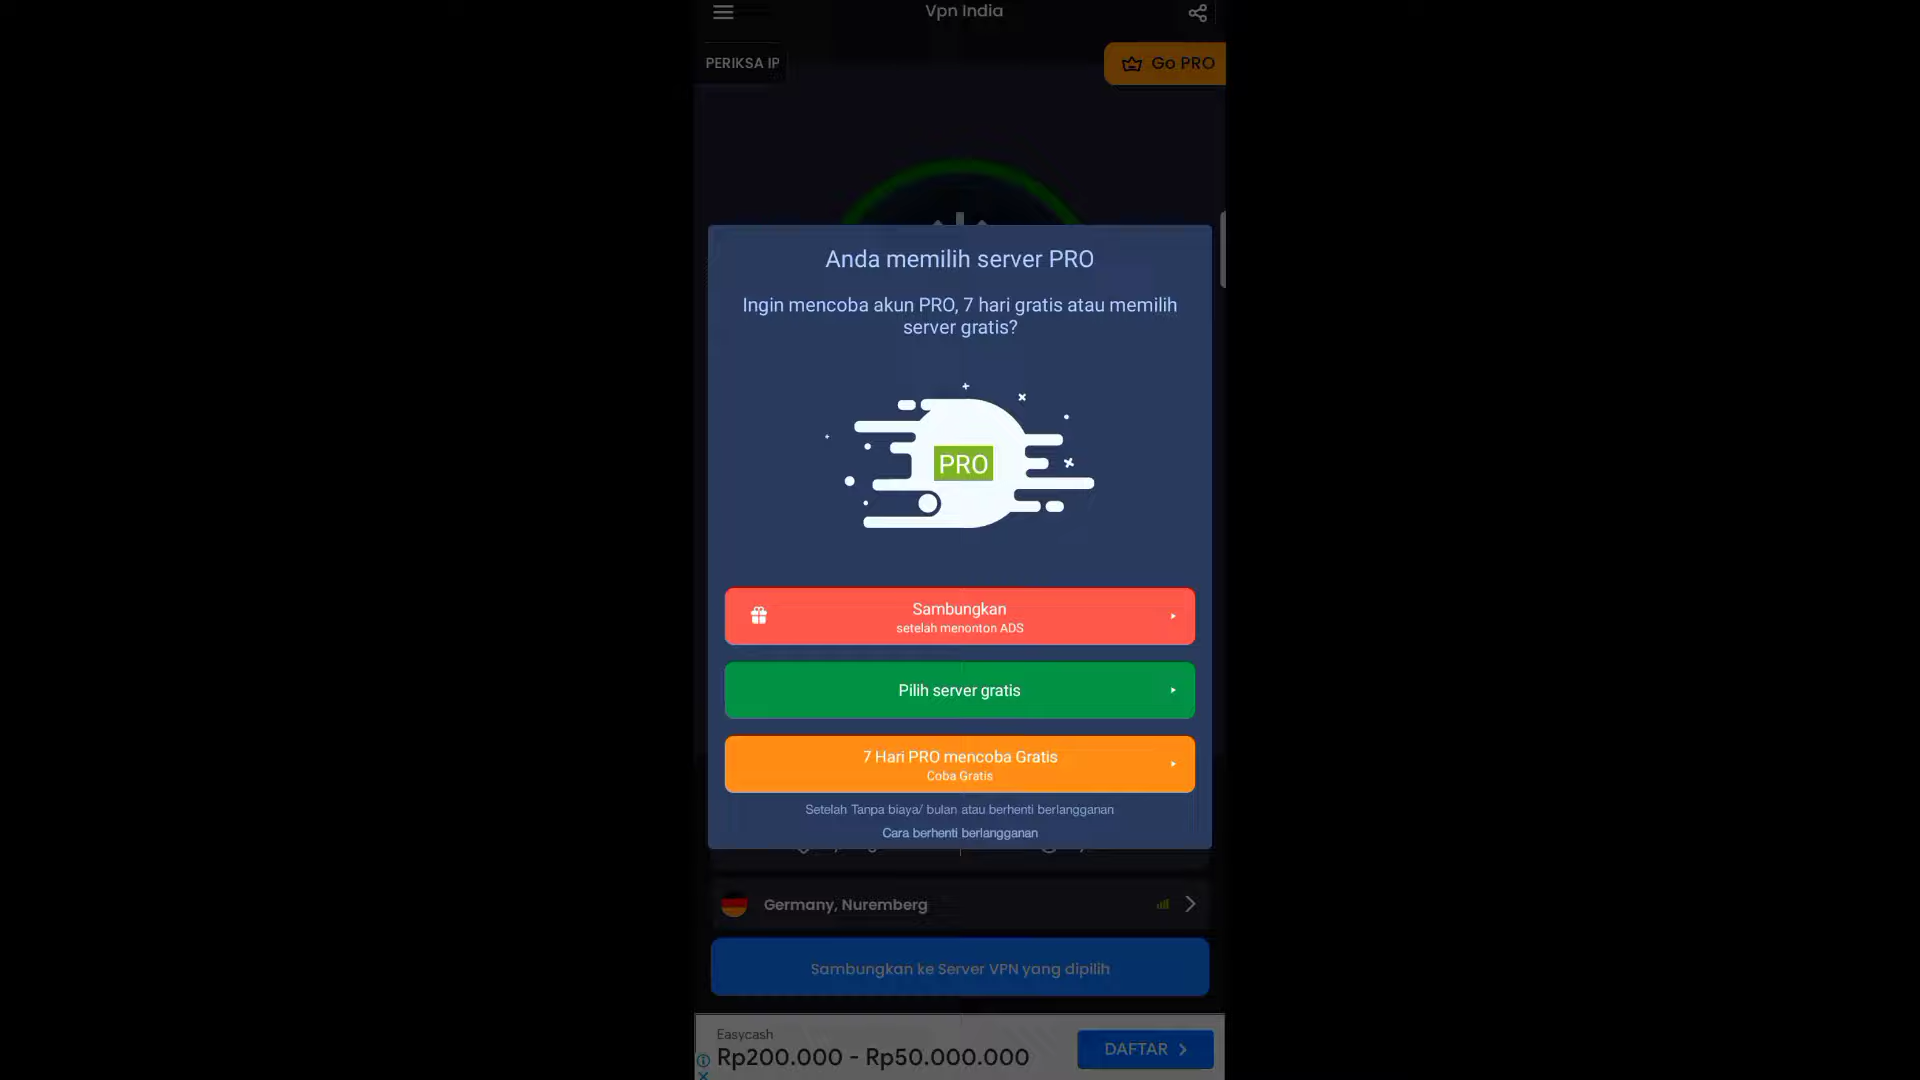 Vpn India
PERIKSA IP
Go PRO
Anda memilih server PRO
Ingin mencoba akun PRO, 7 hari gratis atau memilih
server gratis?
PRO
Sambungkan
setelah menonton ADS
Pilih server gratis
7 Hari PRO mencoba Gratis
Coba Gratis
Setelah Tanpa biaya/ bulan atau berhenti berlangganan
Cara berhenti berlangganan
Germany, Nuremberg
Sambungkan ke Server VPN yang dipilih
Easycash
Rp200.000 - Rp50.000.000
DAFTAR